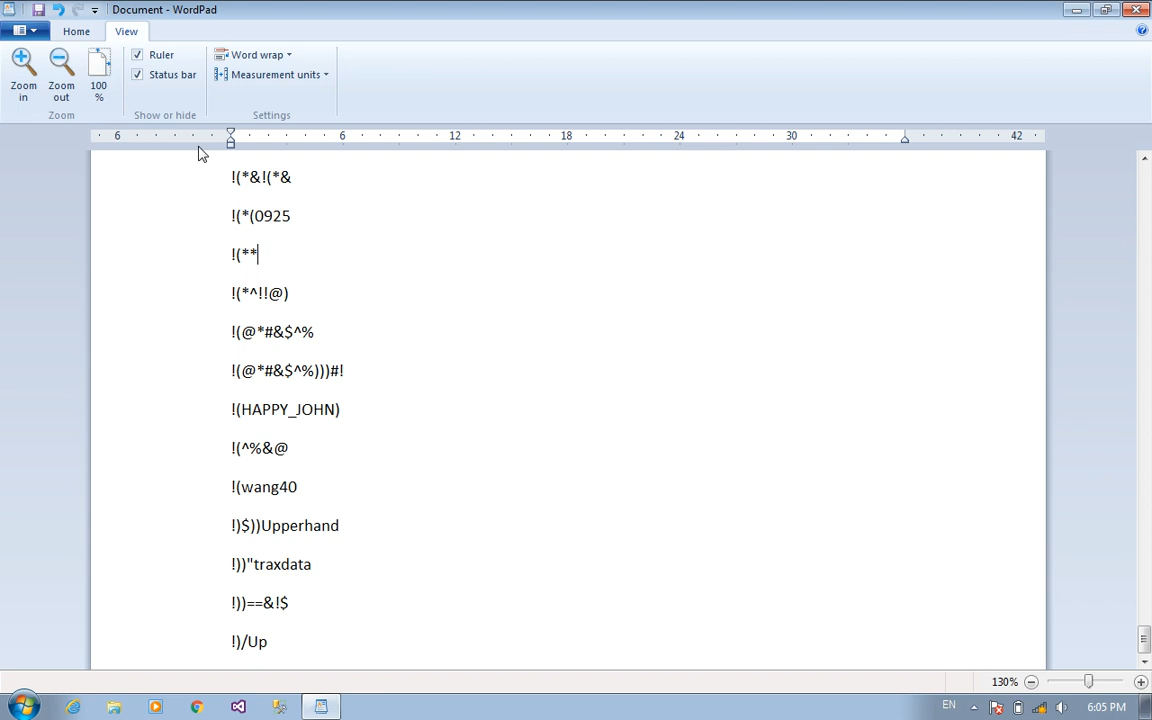 Document - WordPad
Home View
Ruler
Word wrap
Status bar
Measurement units
Zoom in
Zoom out
100 %
Zoom
Show or hide
Settings
6 6 12 18 24 30 42
!(*&!(*&
!(*(0925
!(**
!(*^!!@)
!(@*#&$^%
!(@*#&$^%)))#!
!(HAPPY_JOHN)
!(^%&@
!(wang40
!)$))Upperhand
!))"traxdata
!))==&!$
!)/Up
130%
EN
6:05 PM